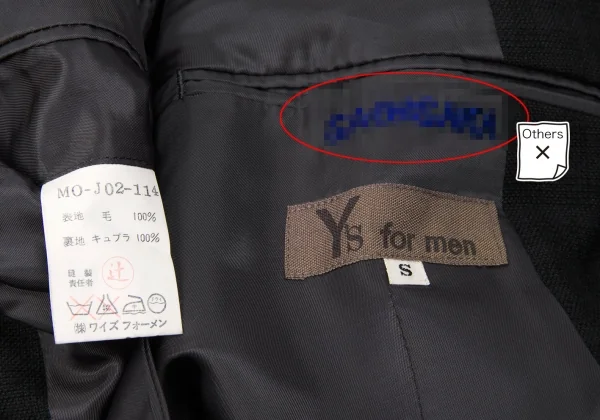 Others
×
MO-J02-114
表地 毛 100%
裏地 キュプラ 100%
縫製
責任者
辻
㈱ワイズフォーメン
Y's for men
S